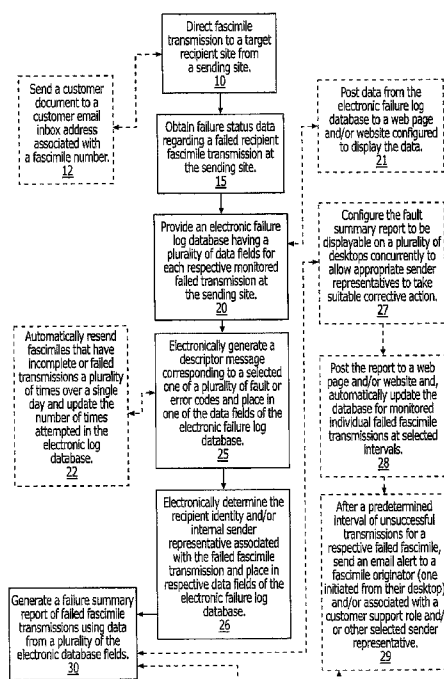 Direct fascimile
transmission to a target
recipient site from
a sending site.
10
Send a customer
document to a
customer email
inbox address
associated with
a fascimile number.
12
Obtain failure status data
regarding a failed recipient
fascimile transmission at
the sending site.
15
Post data from the
electronic failure log
database to a web page
and/or website configured
to display the data.
21
Provide an electronic failure
log database having a
plurality of data fields for
each respective monitored
failed transmission at
the sending site.
20
Configure the fault
summary report to be
displayable on a plurality of
desktops concurrently to
allow appropriate sender
representatives to take
suitable corrective action.
27
Automatically resend
fascimiles that have
incomplete or failed
transmissions a plurality
of times over a single
day and update the
number of times
attempted in the
electronic log
database.
22
Electronically generate a
descriptor message
corresponding to a selected
one of a plurality of fault or
error codes and place in
one of the data fields of the
electronic failure log
database.
25
Post the report to a web
page and/or website and,
automatically update the
database for monitored
individual failed fascimile
transmissions at selected
intervals.
28
Electronically determine the
recipient identity and/or
internal sender
representative associated
with the failed fascimile
transmission and place in
respective data fields of the
electronic failure log
database.
26
After a predetermined
interval of unsuccessful
transmissions for a
respective failed fascimile,
send an email alert to a
fascimile originator (one
initiated from their desktop)
and/or associated with a
customer support role and/
or other selected sender
representative.
29
Generate a failure summary
report of failed fascimile
transmissions using data
from a plurality of the
electronic database fields.
30